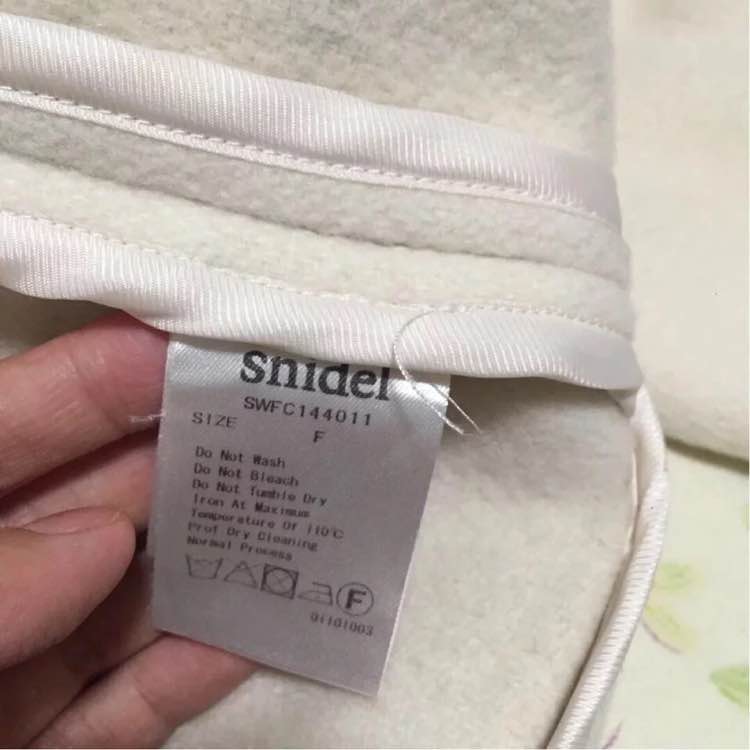 snidel
SWFC144011
SIZE
F
Do Not Wash
Do Not Bleach
Do Not Tumble Dry
Iron At Maximum
Temperature Of 110℃
Prof Dry Cleaning
Normal Process
F
01101003